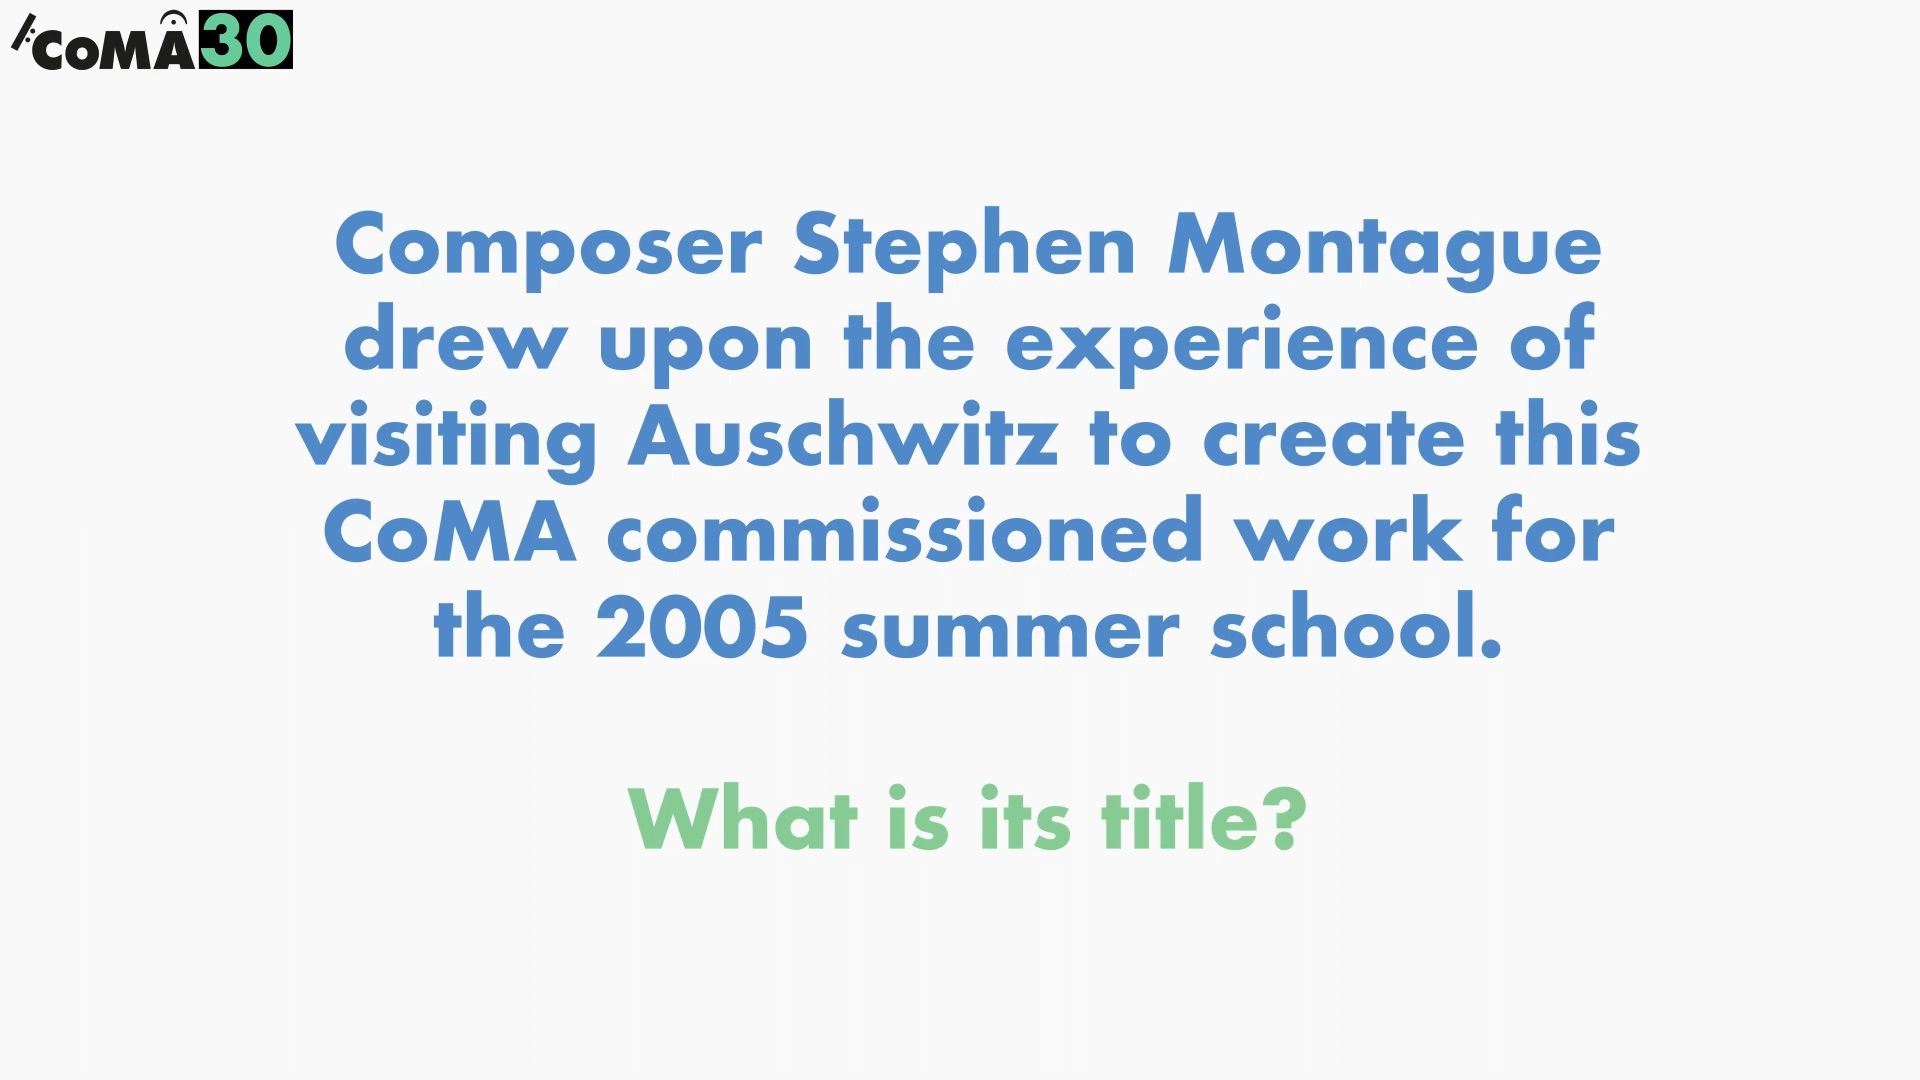 CoMA30
Composer Stephen Montague
drew upon the experience of
visiting Auschwitz to create this
CoMA commissioned work for
the 2005 summer school.
What is its title?